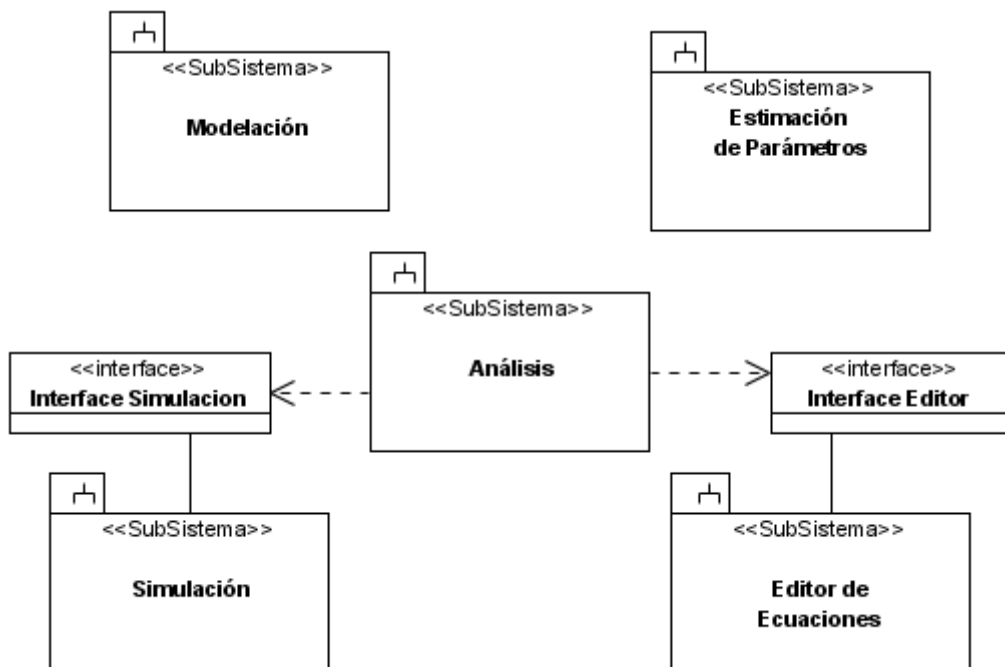 <<SubSistema>>
Modelación
<<SubSistema>>
Estimación
de Parámetros
<<SubSistema>>
Análisis
<<interface>>
Interface Simulacion
<<interface>>
Interface Editor
<<SubSistema>>
Simulación
<<SubSistema>>
Editor de
Ecuaciones